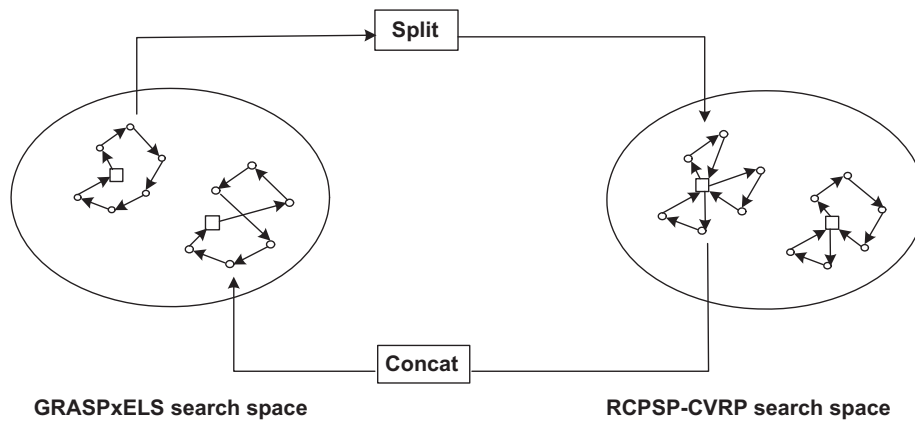 Split
Concat
GRASPxELS search space
RCPSP-CVRP search space